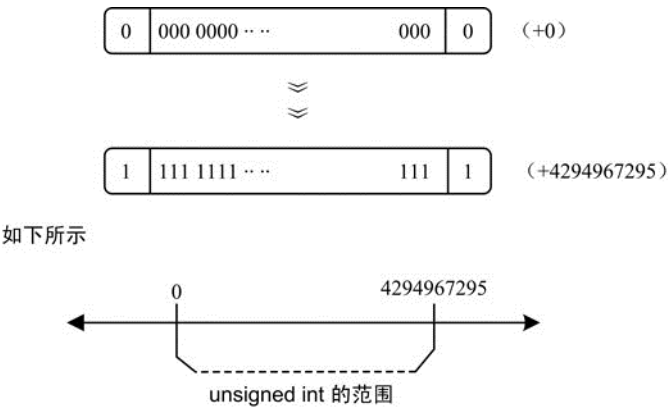 0 000 0000 ·· ·· 000 0 （+0）
1 111 1111 ·· ·· 111 1 （+4294967295）
如下所示
0 4294967295
unsigned int 的范围